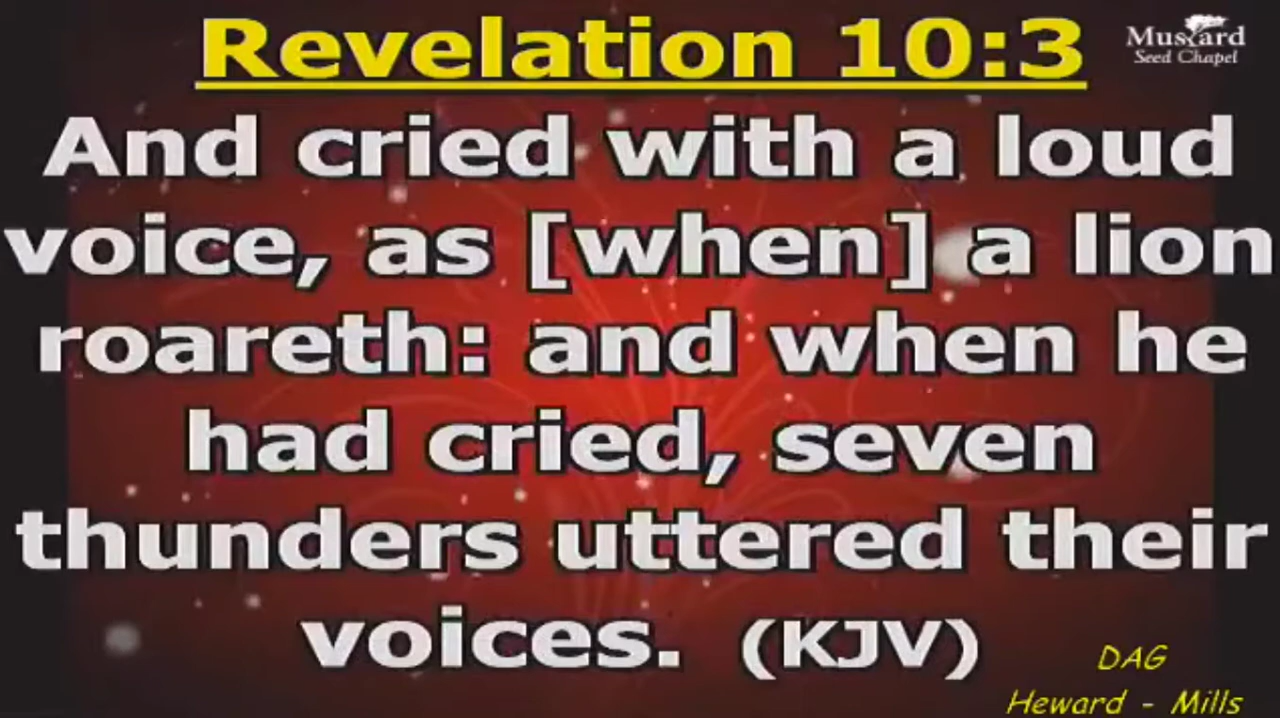 Revelation 10:3
Mustard
Seed Chapel
And cried with a loud
voice, as [when] a lion
roareth: and when he
had cried, seven
thunders uttered their
voices. (KJV)
DAG
Heward - Mills